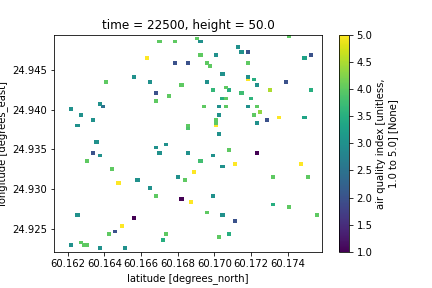 time = 22500, height = 50.0
24.945
24.940
24.935
24.930
24.925
60.162 60.164 60.166 60.168 60.170 60.172 60.174
latitude [degrees_north]
longitude [degrees_east]
5.0
4.5
4.0
3.5
3.0
2.5
2.0
1.5
1.0
air quality index [unitless,
1.0 to 5.0] [None]